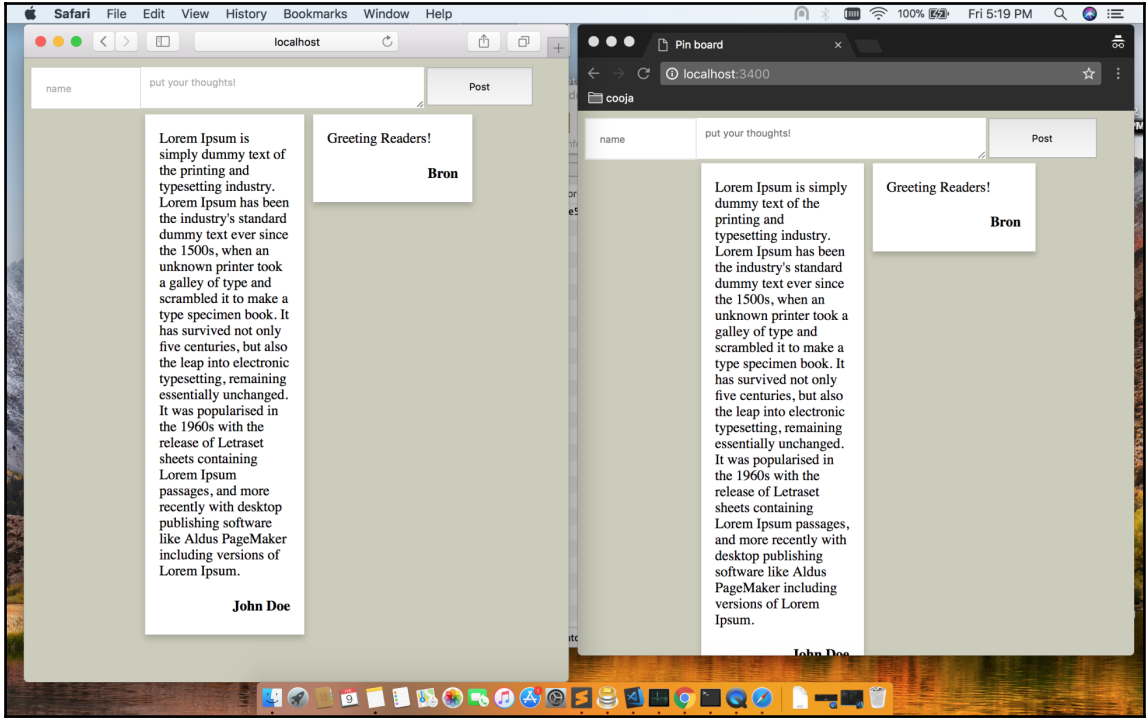 Safari File Edit View History Bookmarks Window Help 100% Fri 5:19 PM
localhost
name
put your thoughts!
Post
Lorem Ipsum is
simply dummy text of
the printing and
typesetting industry.
Lorem Ipsum has been
the industry's standard
dummy text ever since
the 1500s, when an
unknown printer took
a galley of type and
scrambled it to make a
type specimen book. It
has survived not only
five centuries, but also
the leap into electronic
typesetting, remaining
essentially unchanged.
It was popularised in
the 1960s with the
release of Letraset
sheets containing
Lorem Ipsum
passages, and more
recently with desktop
publishing software
like Aldus PageMaker
including versions of
Lorem Ipsum.
John Doe
Greeting Readers!
Bron
Pin board
localhost:3400
cooja
name
put your thoughts!
Post
Lorem Ipsum is simply
dummy text of the
printing and
typesetting industry.
Lorem Ipsum has been
the industry's standard
dummy text ever since
the 1500s, when an
unknown printer took a
galley of type and
scrambled it to make a
type specimen book. It
has survived not only
five centuries, but also
the leap into electronic
typesetting, remaining
essentially unchanged.
It was popularised in
the 1960s with the
release of Letraset
sheets containing
Lorem Ipsum passages,
and more recently with
desktop publishing
software like Aldus
PageMaker including
versions of Lorem
Ipsum.
John Doe
Greeting Readers!
Bron
9